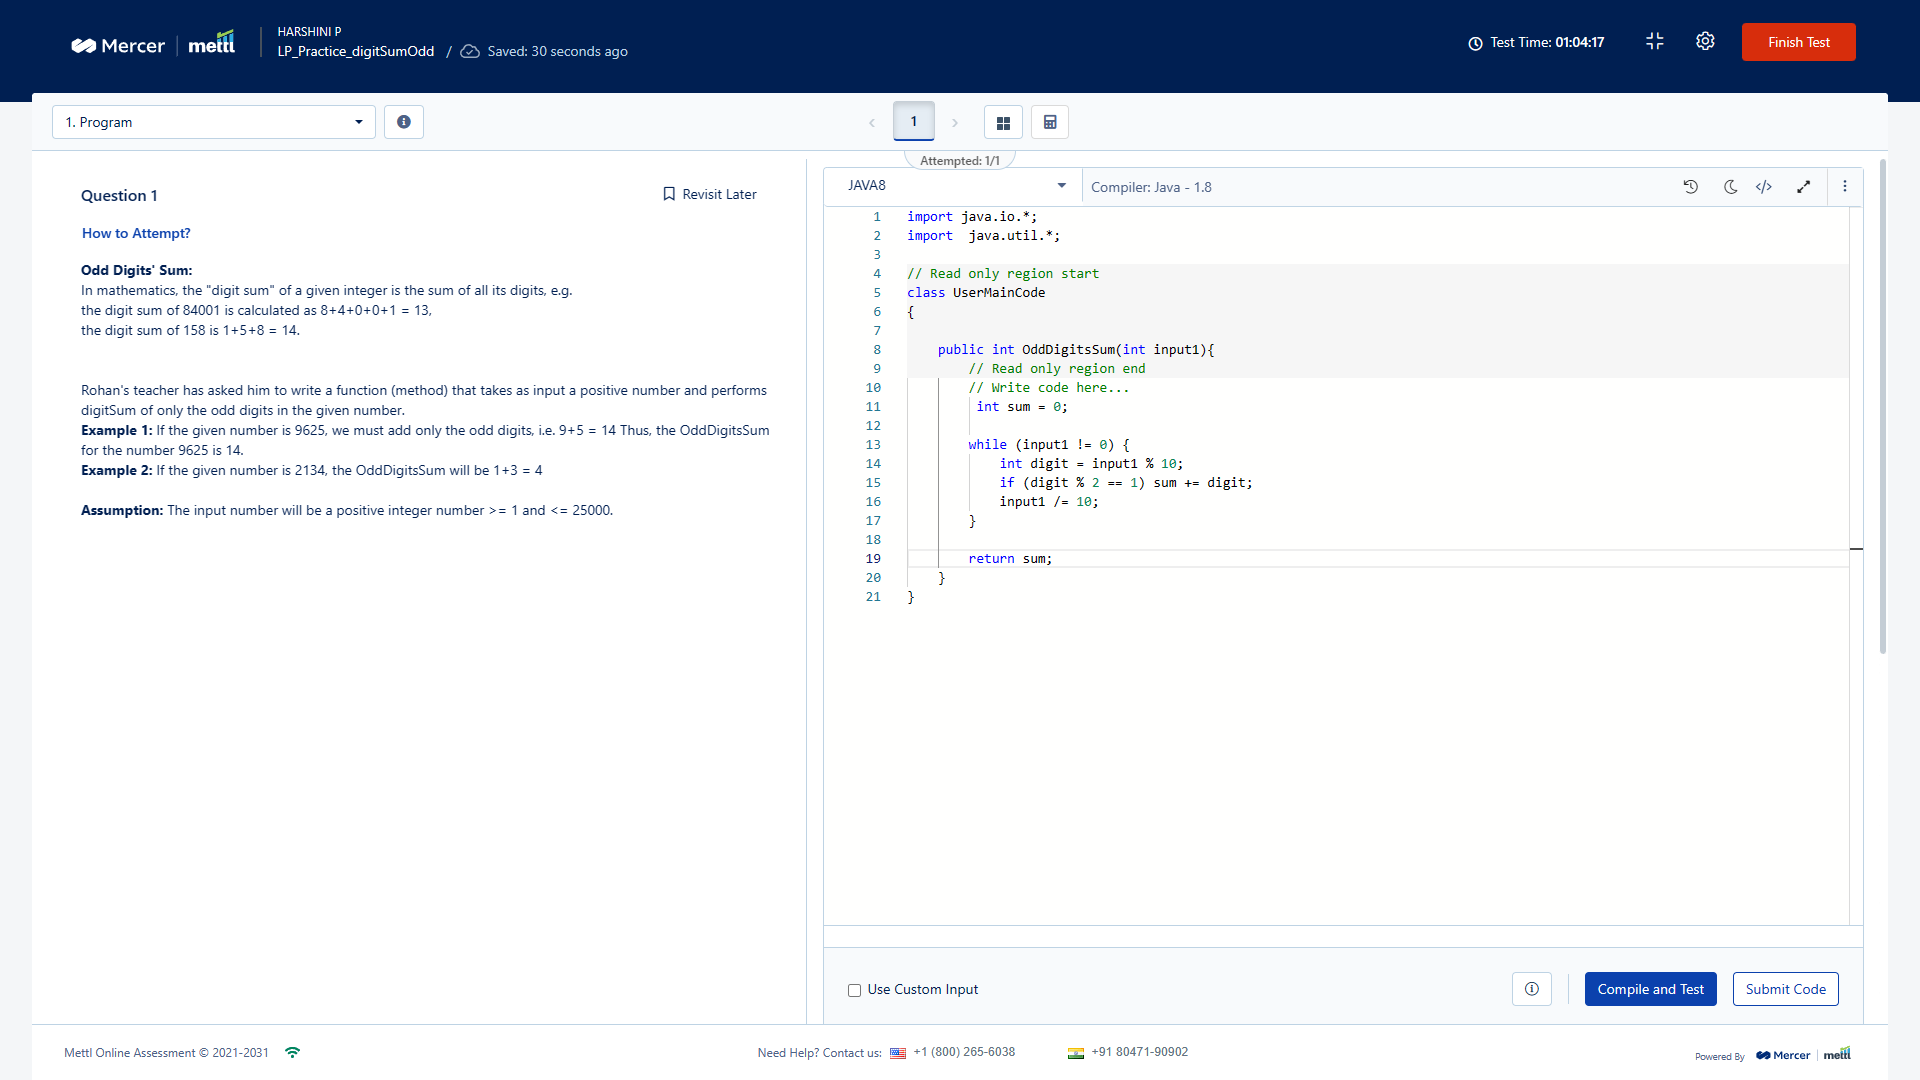 Mercer | mettl
HARSHINI P
LP_Practice_digitSumOdd / Saved: 30 seconds ago
Test Time: 01:04:17
Finish Test
1. Program
1
Attempted: 1/1
Question 1
Revisit Later
How to Attempt?
Odd Digits' Sum:
In mathematics, the "digit sum" of a given integer is the sum of all its digits, e.g.
the digit sum of 84001 is calculated as 8+4+0+0+1 = 13,
the digit sum of 158 is 1+5+8 = 14.
Rohan's teacher has asked him to write a function (method) that takes as input a positive number and performs
digitSum of only the odd digits in the given number.
Example 1: If the given number is 9625, we must add only the odd digits, i.e. 9+5 = 14 Thus, the OddDigitsSum
for the number 9625 is 14.
Example 2: If the given number is 2134, the OddDigitsSum will be 1+3 = 4
Assumption: The input number will be a positive integer number >= 1 and <= 25000.
JAVA8
Compiler: Java - 1.8
1 import java.io.*;
2 import  java.util.*;
3
4 // Read only region start
5 class UserMainCode
6 {
7
8     public int OddDigitsSum(int input1){
9         // Read only region end
10         // Write code here...
11          int sum = 0;
12
13         while (input1 != 0) {
14             int digit = input1 % 10;
15             if (digit % 2 == 1) sum += digit;
16             input1 /= 10;
17         }
18
19         return sum;
20     }
21 }
Use Custom Input
Compile and Test
Submit Code
Mettl Online Assessment © 2021-2031
Need Help? Contact us: +1 (800) 265-6038
+91 80471-90902
Powered By Mercer | mettl